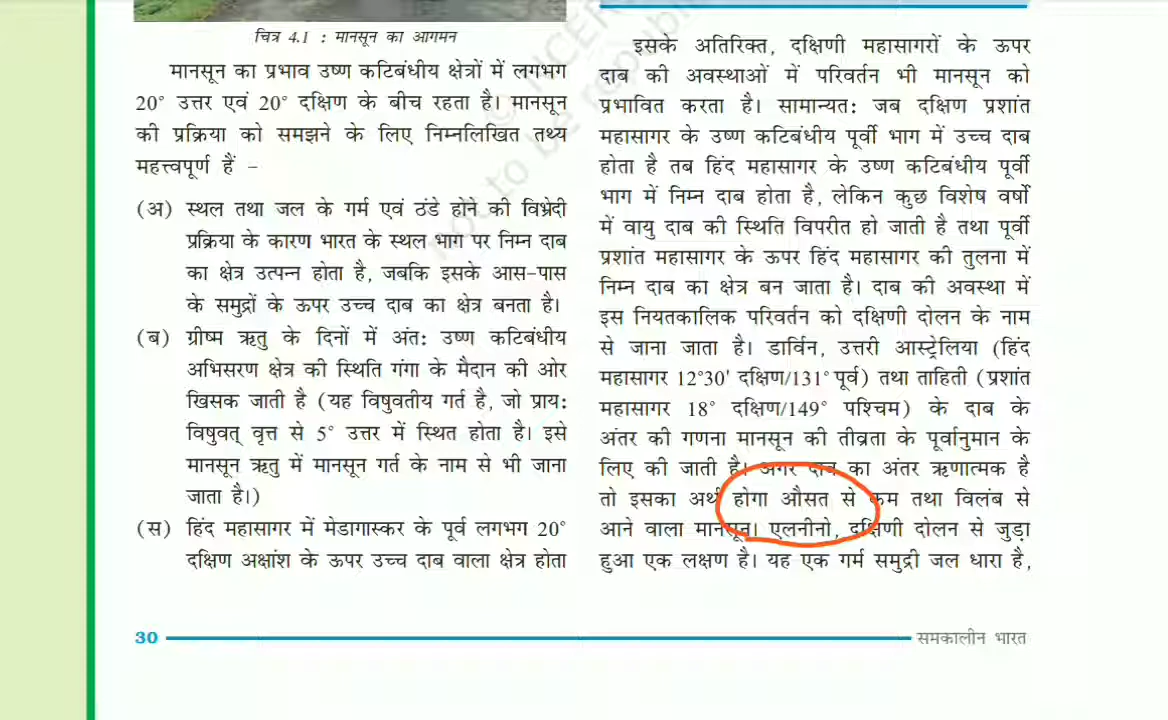 चित्र 4.1 : मानसून का आगमन
मानसून का प्रभाव उष्ण कटिबंधीय क्षेत्रों में लगभग
20° उत्तर एवं 20° दक्षिण के बीच रहता है। मानसून
की प्रक्रिया को समझने के लिए निम्नलिखित तथ्य
महत्त्वपूर्ण हैं –
(अ) स्थल तथा जल के गर्म एवं ठंडे होने की विभ्रेदी
प्रक्रिया के कारण भारत के स्थल भाग पर निम्न दाब
का क्षेत्र उत्पन्न होता है, जबकि इसके आस-पास
के समुद्रों के ऊपर उच्च दाब का क्षेत्र बनता है।
(ब) ग्रीष्म ऋतु के दिनों में अंत: उष्ण कटिबंधीय
अभिसरण क्षेत्र की स्थिति गंगा के मैदान की ओर
खिसक जाती है (यह विषुवतीय गर्त है, जो प्राय:
विषुवत् वृत्त से 5° उत्तर में स्थित होता है। इसे
मानसून ऋतु में मानसून गर्त के नाम से भी जाना
जाता है।)
(स) हिंद महासागर में मेडागास्कर के पूर्व लगभग 20°
दक्षिण अक्षांश के ऊपर उच्च दाब वाला क्षेत्र होता
इसके अतिरिक्त, दक्षिणी महासागरों के ऊपर
दाब की अवस्थाओं में परिवर्तन भी मानसून को
प्रभावित करता है। सामान्यत: जब दक्षिण प्रशांत
महासागर के उष्ण कटिबंधीय पूर्वी भाग में उच्च दाब
होता है तब हिंद महासागर के उष्ण कटिबंधीय पूर्वी
भाग में निम्न दाब होता है, लेकिन कुछ विशेष वर्षों
में वायु दाब की स्थिति विपरीत हो जाती है तथा पूर्वी
प्रशांत महासागर के ऊपर हिंद महासागर की तुलना में
निम्न दाब का क्षेत्र बन जाता है। दाब की अवस्था में
इस नियतकालिक परिवर्तन को दक्षिणी दोलन के नाम
से जाना जाता है। डार्विन, उत्तरी आस्ट्रेलिया (हिंद
महासागर 12°30' दक्षिण/131° पूर्व) तथा ताहिती (प्रशांत
महासागर 18° दक्षिण/149° पश्चिम) के दाब के
अंतर की गणना मानसून की तीव्रता के पूर्वानुमान के
लिए की जाती है। अगर दाब का अंतर ऋणात्मक है
तो इसका अर्थ होगा औसत से कम तथा विलंब से
आने वाला मानसून। एलनीनो, दक्षिणी दोलन से जुड़ा
हुआ एक लक्षण है। यह एक गर्म समुद्री जल धारा है,
30
समकालीन भारत
not to be republ